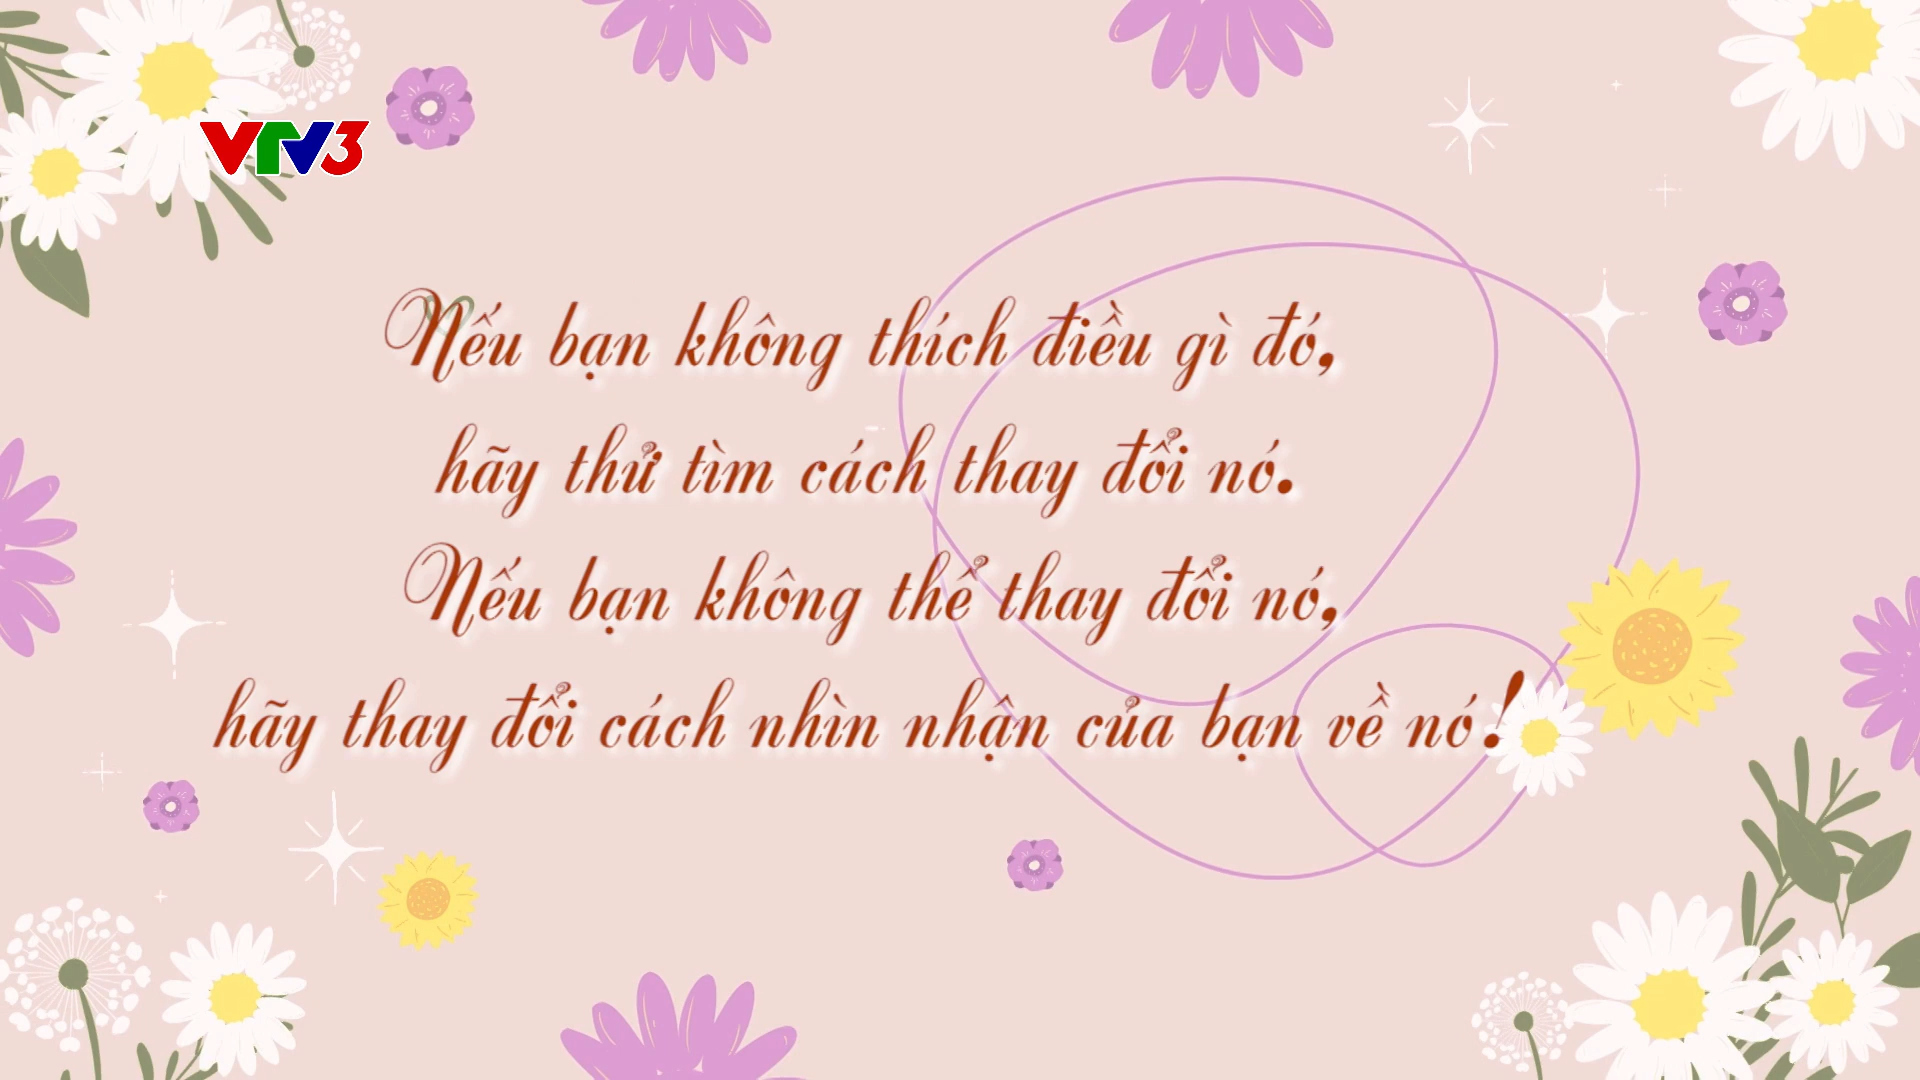 VTV3
Nếu bạn không thích điều gì đó,
hãy thử tìm cách thay đổi nó.
Nếu bạn không thể thay đổi nó,
hãy thay đổi cách nhìn nhận của bạn về nó!